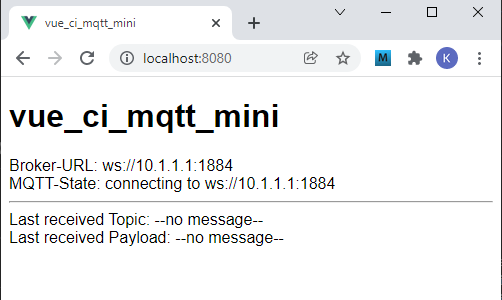 vue_ci_mqtt_mini
localhost:8080
M
K
vue_ci_mqtt_mini
Broker-URL: ws://10.1.1.1:1884
MQTT-State: connecting to ws://10.1.1.1:1884
Last received Topic: --no message--
Last received Payload: --no message--